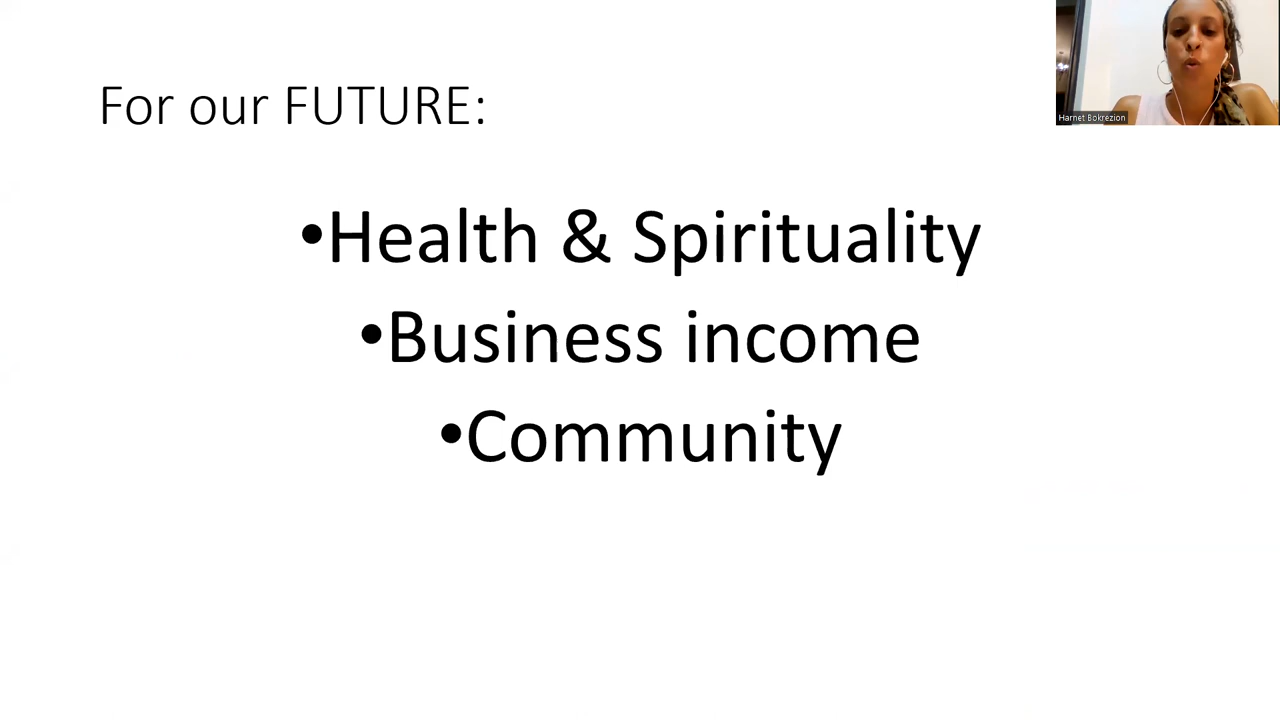 For our FUTURE:
•Health & Spirituality
•Business income
•Community
Harnet Bokrezion